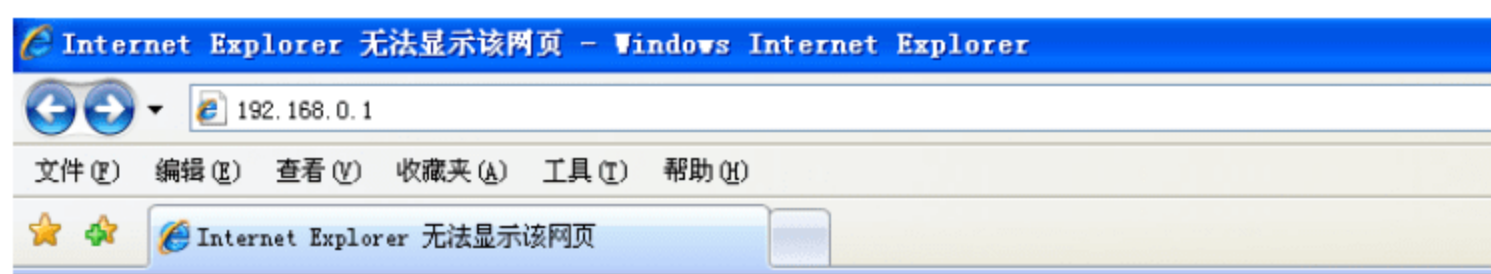 Internet Explorer 无法显示该网页 - Windows Internet Explorer
192.168.0.1
文件(F) 编辑(E) 查看(V) 收藏夹(A) 工具(T) 帮助(H)
Internet Explorer 无法显示该网页